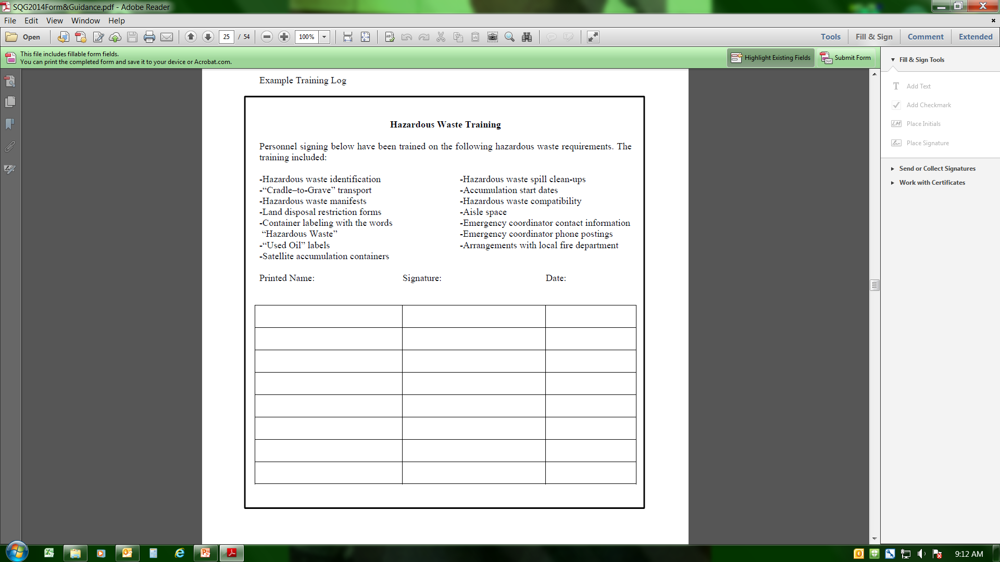 SQG2014Form&Guidance.pdf - Adobe Reader
File Edit View Window Help
Open 25 / 54 100% Tools Fill & Sign Comment Extended
This file includes fillable form fields.
You can print the completed form and save it to your device or Acrobat.com.
Highlight Existing Fields Submit Form
Fill & Sign Tools
Add Text
Add Checkmark
Place Initials
Place Signature
Send or Collect Signatures
Work with Certificates
Example Training Log
Hazardous Waste Training
Personnel signing below have been trained on the following hazardous waste requirements. The
training included:
-Hazardous waste identification
-“Cradle–to-Grave” transport
-Hazardous waste manifests
-Land disposal restriction forms
-Container labeling with the words
“Hazardous Waste”
-“Used Oil” labels
-Satellite accumulation containers
-Hazardous waste spill clean-ups
-Accumulation start dates
-Hazardous waste compatibility
-Aisle space
-Emergency coordinator contact information
-Emergency coordinator phone postings
-Arrangements with local fire department
Printed Name: Signature: Date:
9:12 AM